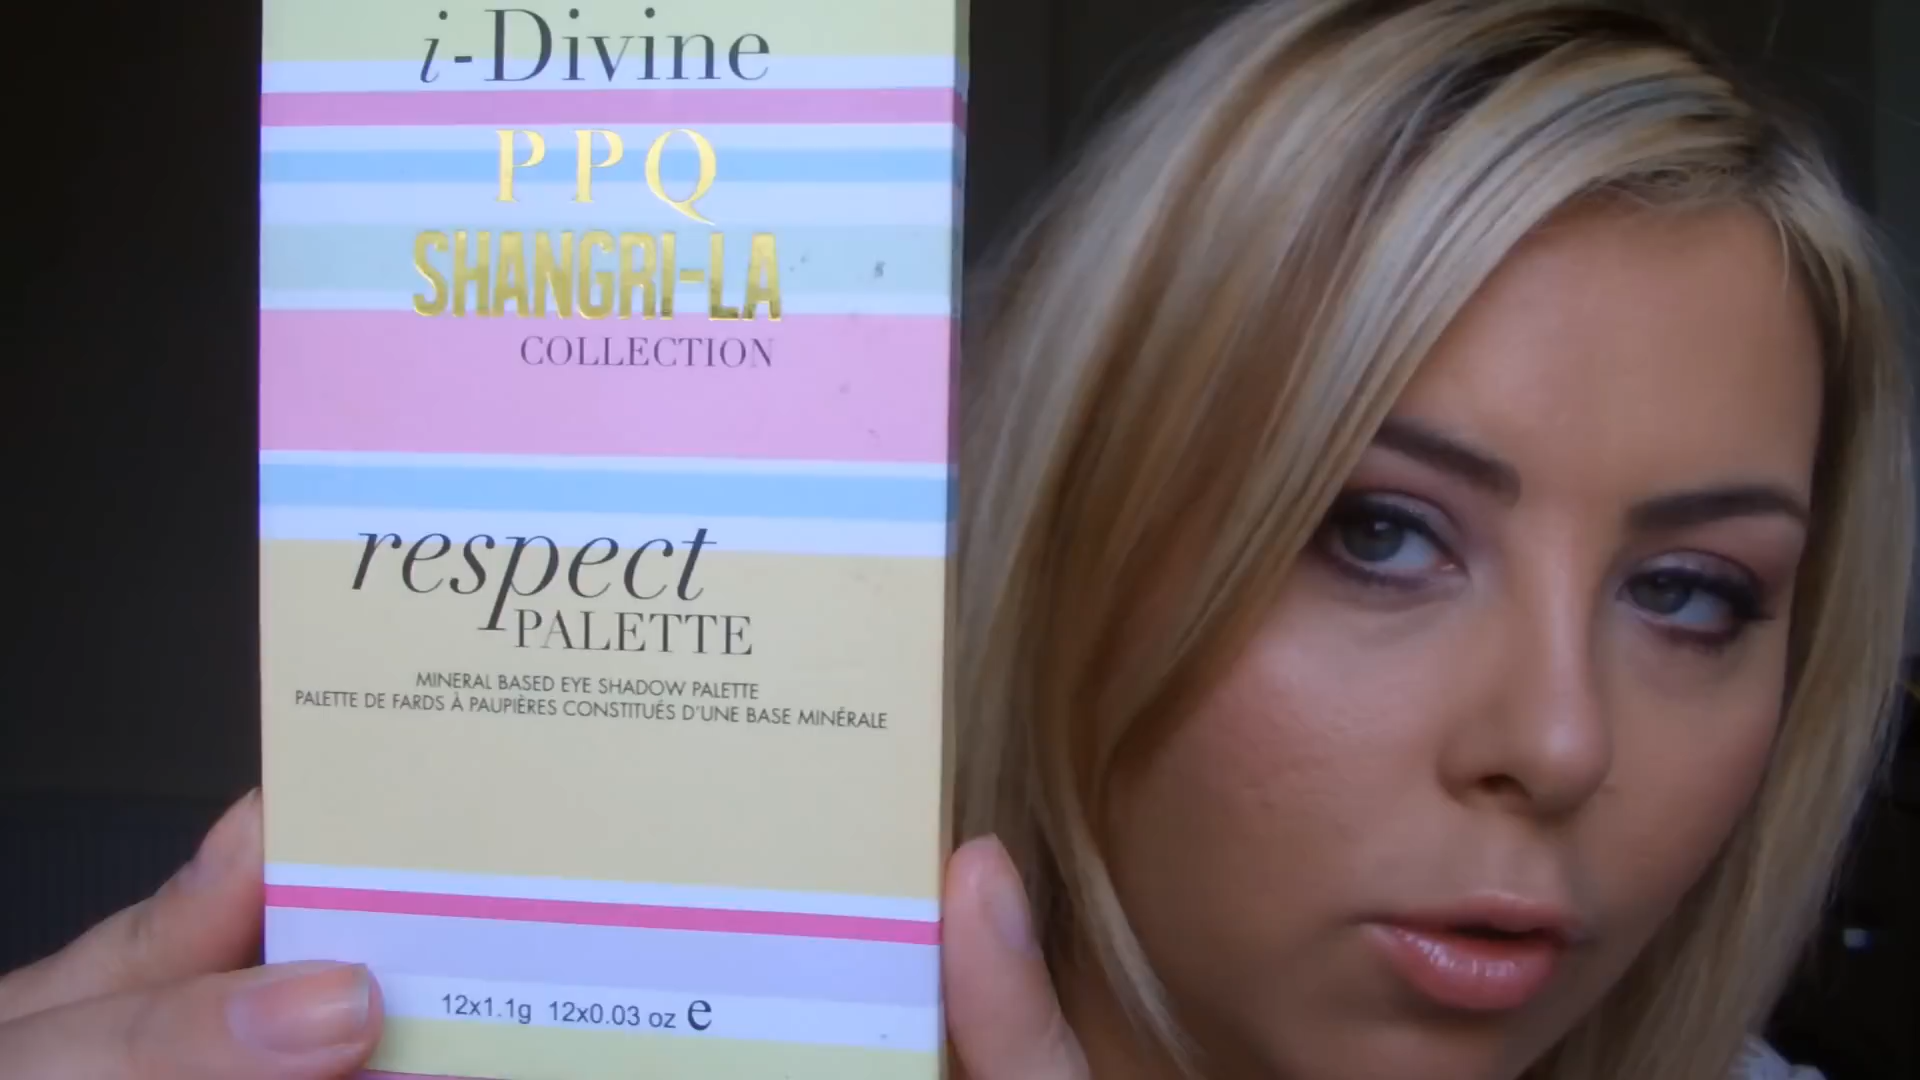 i-Divine
PPQ
SHANGRI-LA
COLLECTION
respect
PALETTE
MINERAL BASED EYE SHADOW PALETTE
PALETTE DE FARDS À PAUPIÈRES CONSTITUÉS D'UNE BASE MINÉRALE
12x1.1g 12x0.03 oz e